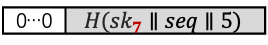 0⋯0 H(sk₇ ∥ seq ∥ 5)